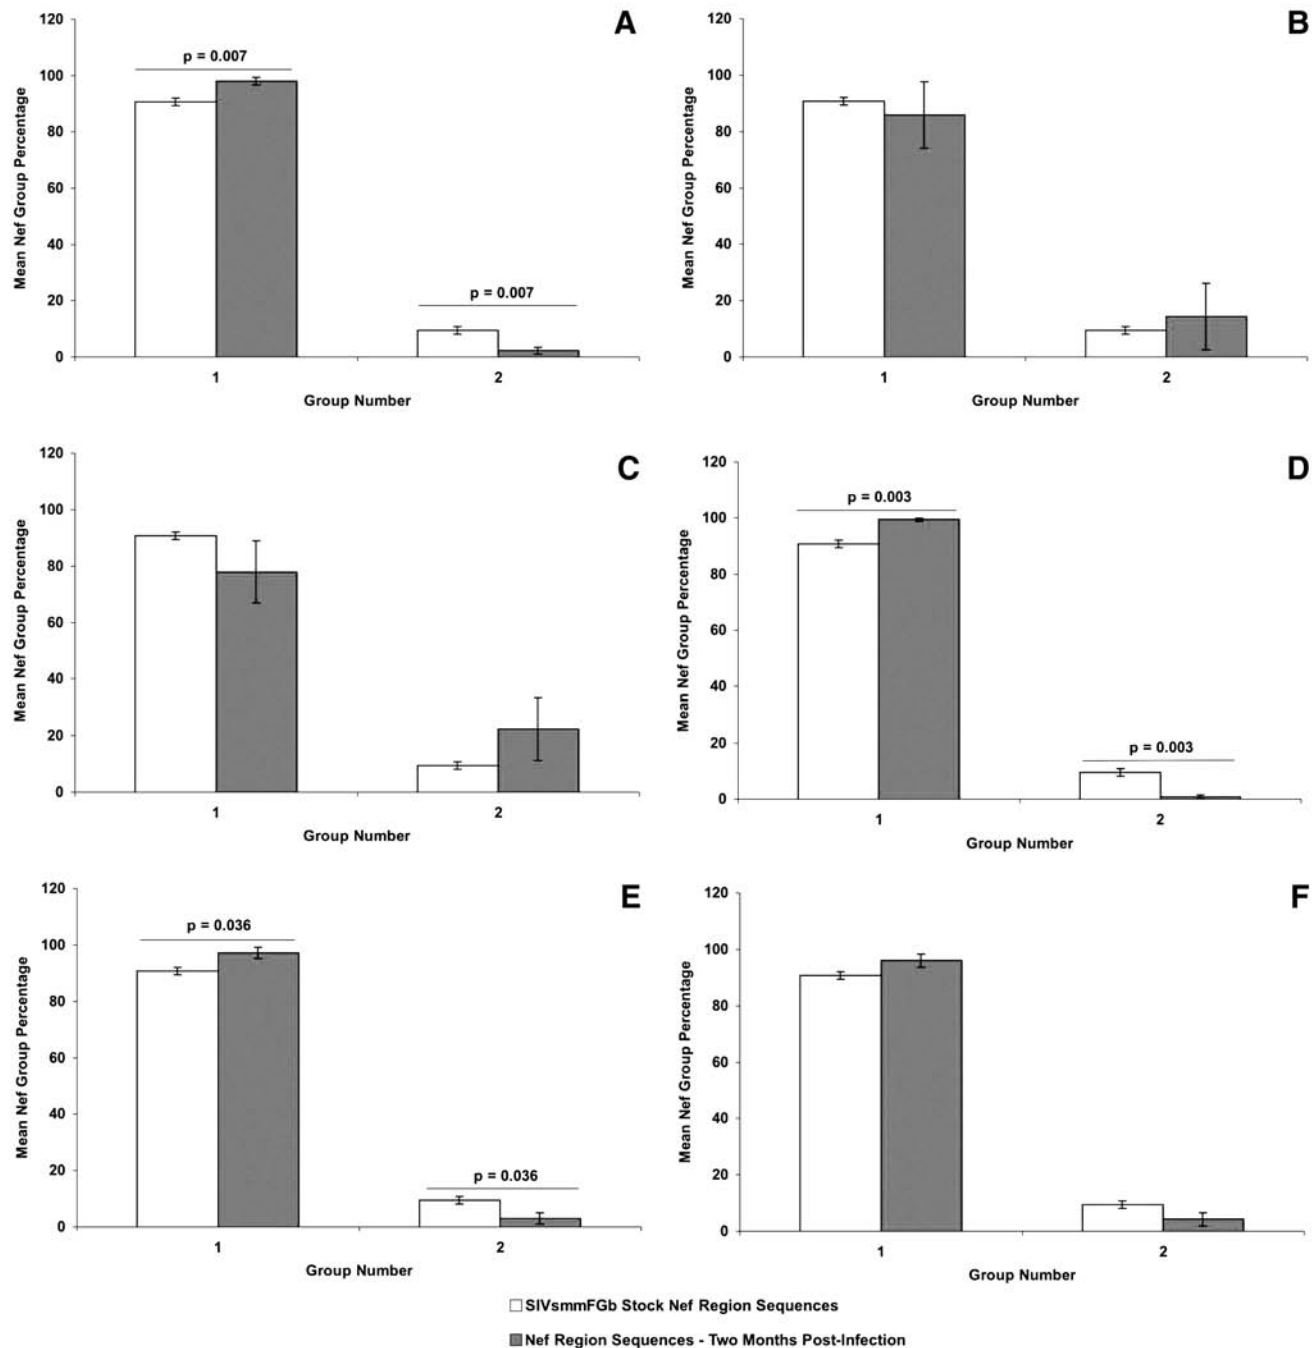 A
120
100
80
60
40
20
0
Mean Nef Group Percentage
p = 0.007
p = 0.007
1 2
Group Number
B
120
100
80
60
40
20
0
Mean Nef Group Percentage
1 2
Group Number
C
120
100
80
60
40
20
0
Mean Nef Group Percentage
1 2
Group Number
D
120
100
80
60
40
20
0
Mean Nef Group Percentage
p = 0.003
p = 0.003
1 2
Group Number
E
120
100
80
60
40
20
0
Mean Nef Group Percentage
p = 0.036
p = 0.036
1 2
Group Number
F
120
100
80
60
40
20
0
Mean Nef Group Percentage
1 2
Group Number
SIVsmmFGb Stock Nef Region Sequences
Nef Region Sequences - Two Months Post-Infection